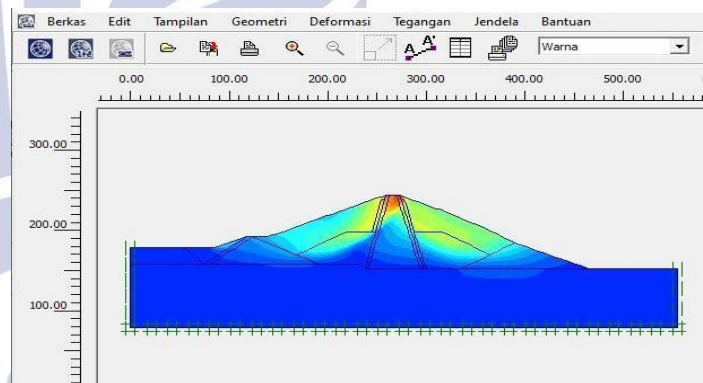 Berkas Edit Tampilan Geometri Deformasi Tegangan Jendela Bantuan
A A* Warna
0.00 100.00 200.00 300.00 400.00 500.00
300.00
200.00
100.00